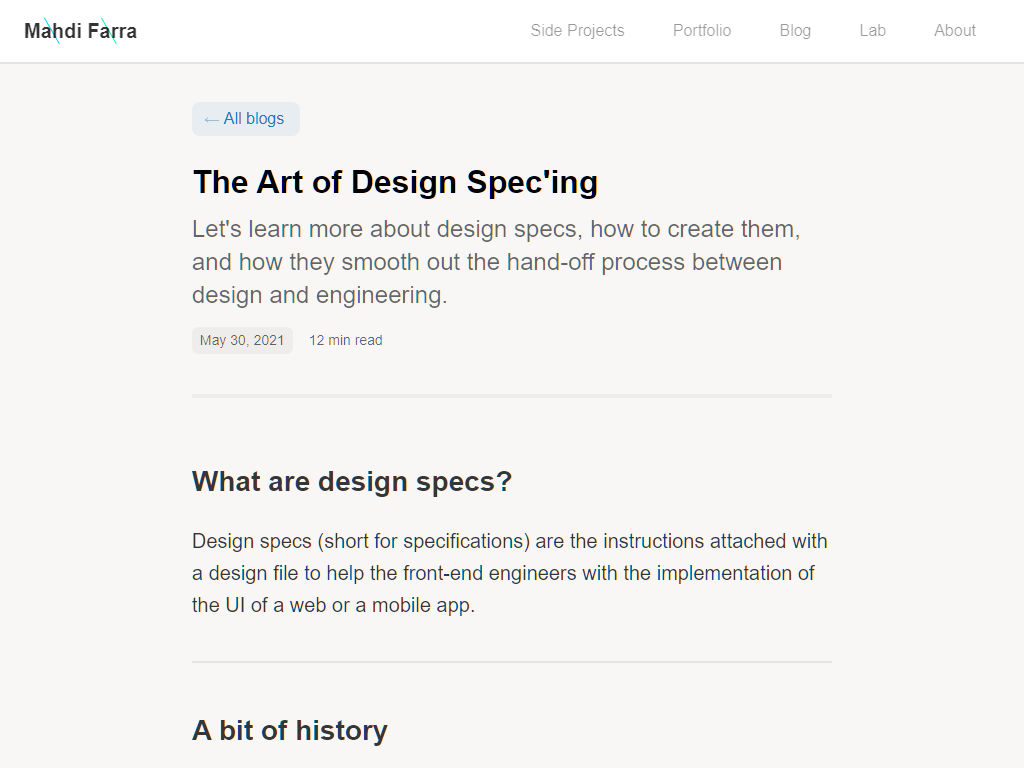 Mahdi Farra
Side Projects
Portfolio
Blog
Lab
About
← All blogs
The Art of Design Spec'ing
Let's learn more about design specs, how to create them,
and how they smooth out the hand-off process between
design and engineering.
May 30, 2021
12 min read
What are design specs?
Design specs (short for specifications) are the instructions attached with
a design file to help the front-end engineers with the implementation of
the UI of a web or a mobile app.
A bit of history